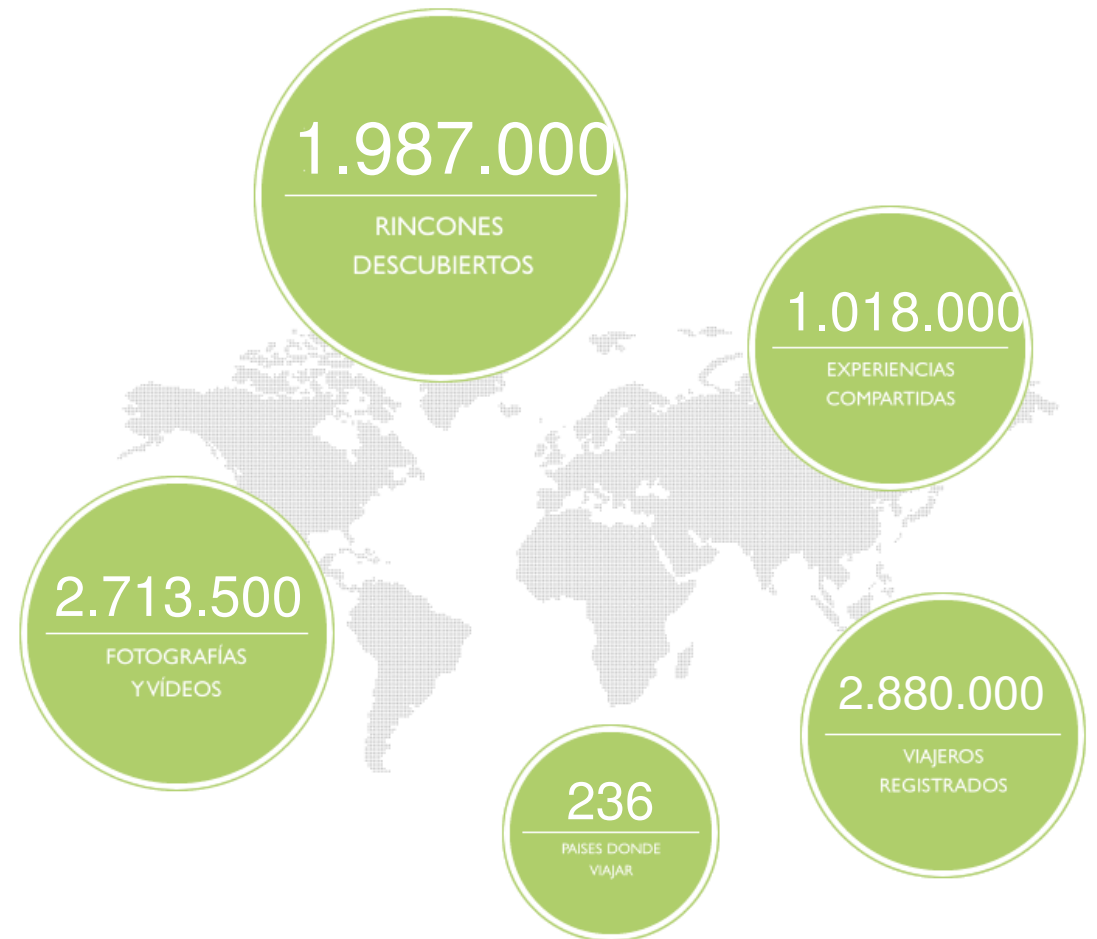 1.987.000
RINCONES
DESCUBIERTOS
1.018.000
EXPERIENCIAS
COMPARTIDAS
2.713.500
FOTOGRAFÍAS
Y VÍDEOS
2.880.000
VIAJEROS
REGISTRADOS
236
PAISES DONDE
VIAJAR